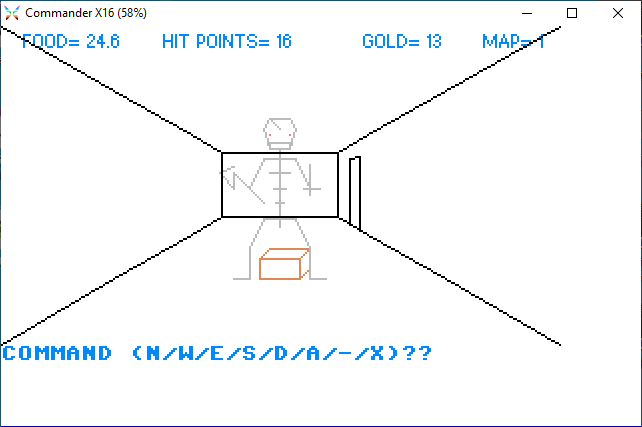 Commander X16 (58%)
FOOD= 24.6 HIT POINTS= 16 GOLD= 13 MAP= 1
COMMAND (N/W/E/S/D/A/-/X)??